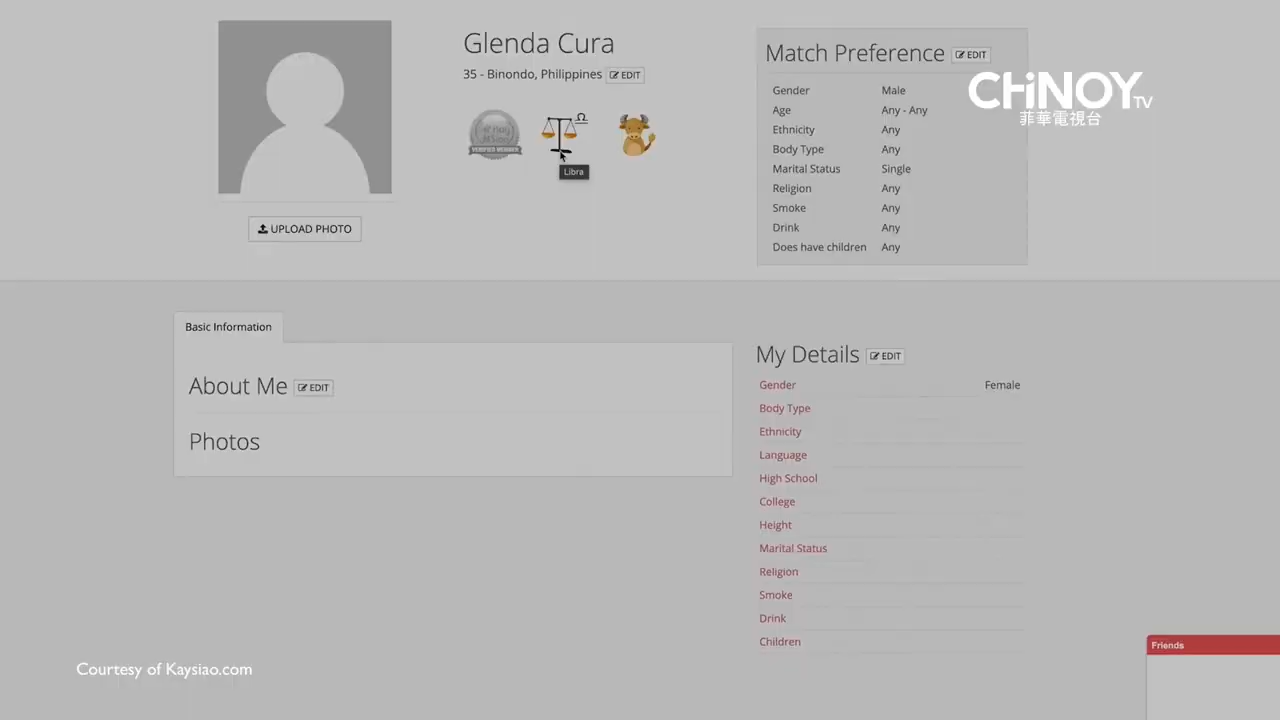 Glenda Cura
35 - Binondo, Philippines EDIT
VERIFIED MEMBER
Libra
UPLOAD PHOTO
Match Preference EDIT
Gender Male
Age Any - Any
Ethnicity Any
Body Type Any
Marital Status Single
Religion Any
Smoke Any
Drink Any
Does have children Any
CHiNOY TV
菲華電視台
Basic Information
About Me EDIT
Photos
My Details EDIT
Gender Female
Body Type
Ethnicity
Language
High School
College
Height
Marital Status
Religion
Smoke
Drink
Children
Friends
Courtesy of Kaysiao.com